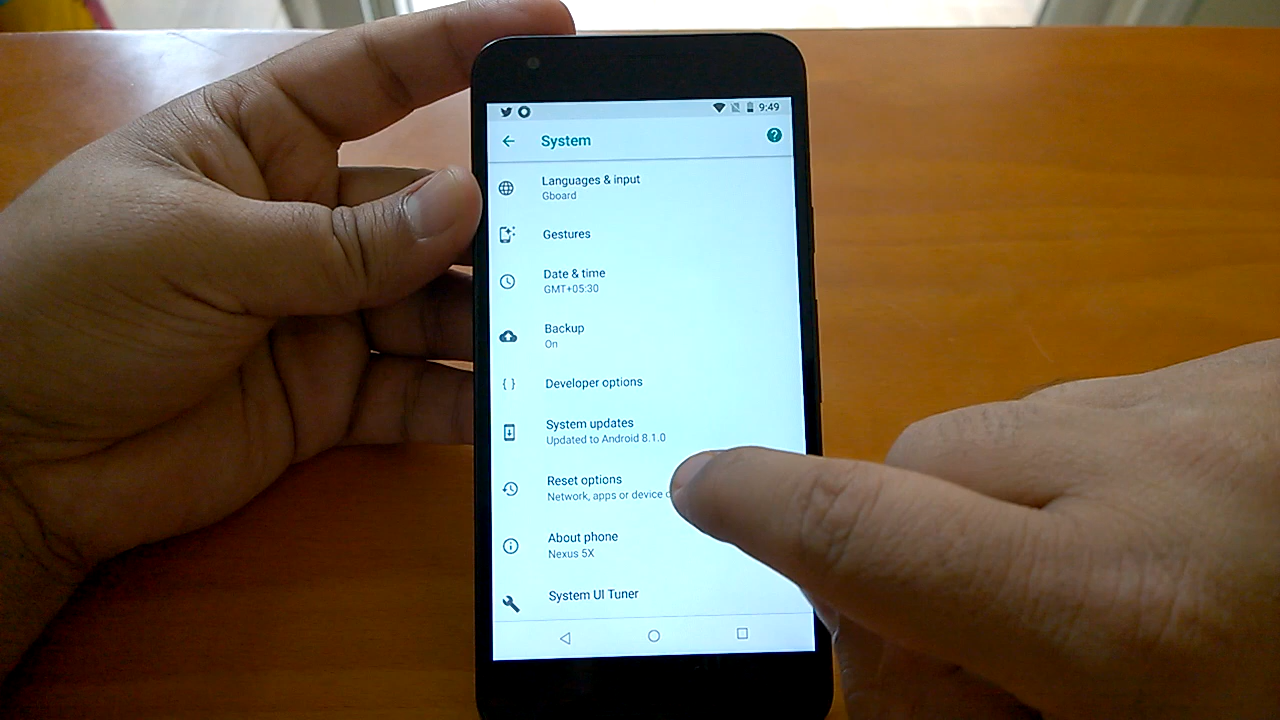 9:49
System
Languages & input
Gboard
Gestures
Date & time
GMT+05:30
Backup
On
Developer options
System updates
Updated to Android 8.1.0
Reset options
Network, apps or device
About phone
Nexus 5X
System UI Tuner